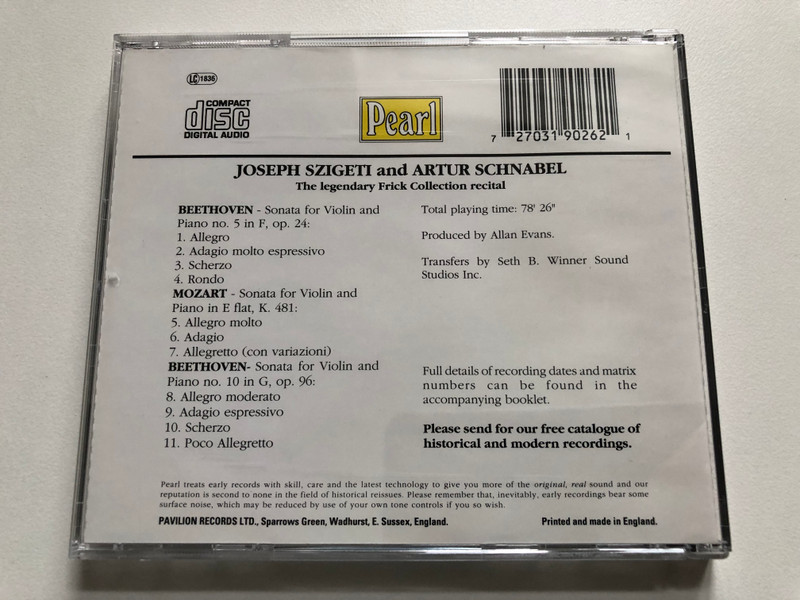 LC 1836
COMPACT
disc
DIGITAL AUDIO
Pearl
7 27031 90262 1
JOSEPH SZIGETI and ARTUR SCHNABEL
The legendary Frick Collection recital
BEETHOVEN - Sonata for Violin and
Piano no. 5 in F, op. 24:
1. Allegro
2. Adagio molto espressivo
3. Scherzo
4. Rondo
MOZART - Sonata for Violin and
Piano in E flat, K. 481:
5. Allegro molto
6. Adagio
7. Allegretto (con variazioni)
BEETHOVEN- Sonata for Violin and
Piano no. 10 in G, op. 96:
8. Allegro moderato
9. Adagio espressivo
10. Scherzo
11. Poco Allegretto
Total playing time: 78' 26"
Produced by Allan Evans.
Transfers by Seth B. Winner Sound
Studios Inc.
Full details of recording dates and matrix
numbers can be found in the
accompanying booklet.
Please send for our free catalogue of
historical and modern recordings.
Pearl treats early records with skill, care and the latest technology to give you more of the original, real sound and our
reputation is second to none in the field of historical reissues. Please remember that, inevitably, early recordings bear some
surface noise, which may be reduced by use of your own tone controls if you so wish.
PAVILION RECORDS LTD., Sparrows Green, Wadhurst, E. Sussex, England.
Printed and made in England.